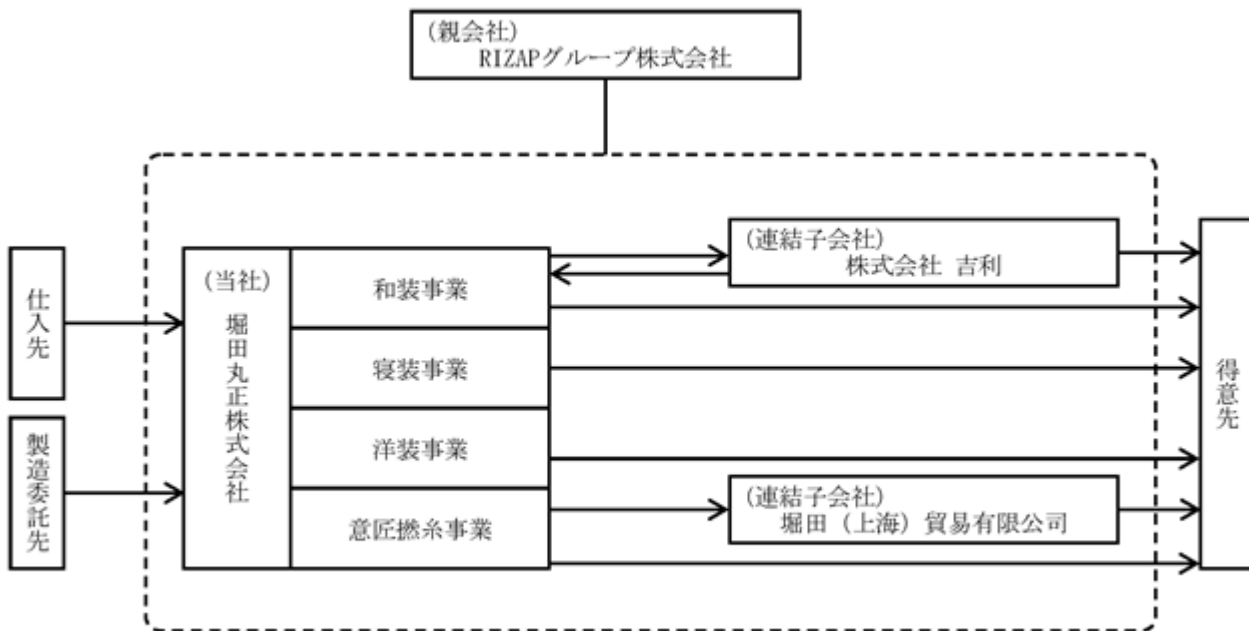 (親会社)
RIZAPグループ株式会社
仕入先
製造委託先
(当社)
堀田丸正株式会社
和装事業
寝装事業
洋装事業
意匠撚糸事業
(連結子会社)
株式会社 吉利
(連結子会社)
堀田（上海）貿易有限公司
得意先